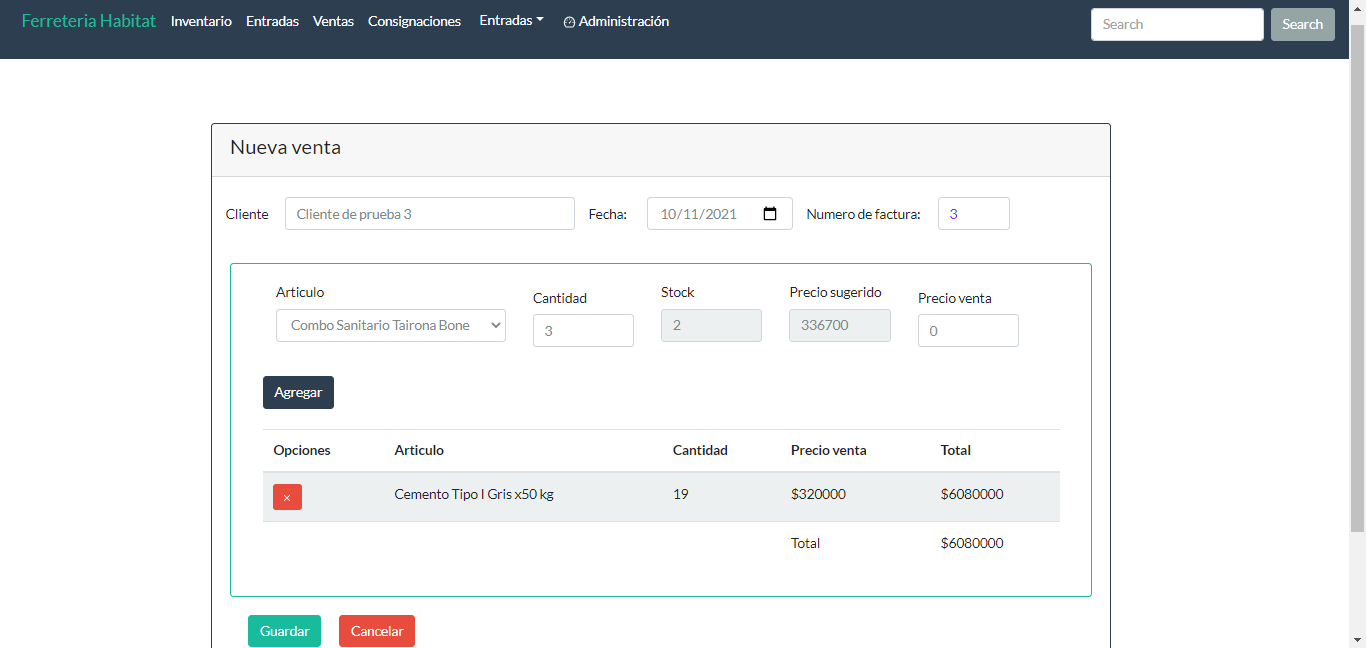 Ferreteria Habitat Inventario Entradas Ventas Consignaciones Entradas Administración Search Search
Nueva venta
Cliente Cliente de prueba 3 Fecha: 10/11/2021 Numero de factura: 3
Articulo Cantidad Stock Precio sugerido Precio venta
Combo Sanitario Tairona Bone 3 2 336700 0
Agregar
Opciones Articulo Cantidad Precio venta Total
× Cemento Tipo I Gris x50 kg 19 $320000 $6080000
Total $6080000
Guardar Cancelar